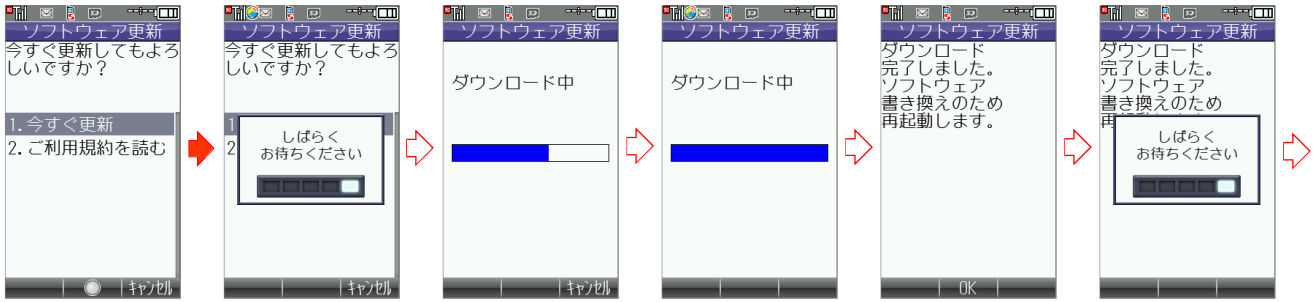 ソフトウェア更新
今すぐ更新してもよろ
しいですか？
1.今すぐ更新
2.ご利用規約を読む
キャンセル
ソフトウェア更新
今すぐ更新してもよろ
しいですか？
1
2
しばらく
お待ちください
キャンセル
ソフトウェア更新
ダウンロード中
キャンセル
ソフトウェア更新
ダウンロード中
ソフトウェア更新
ダウンロード
完了しました。
ソフトウェア
書き換えのため
再起動します。
OK
ソフトウェア更新
ダウンロード
完了しました。
ソフトウェア
書き換えのため
しばらく
お待ちください